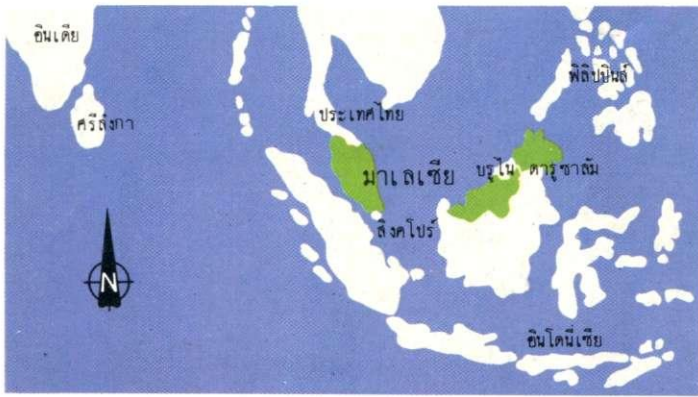 อินเดีย
ศรีลังกา
ประเทศไทย
ฟิลิปปินส์
มาเลเซีย
บรูไน ดารูซาลัม
สิงคโปร์
อินโดนีเซีย
N